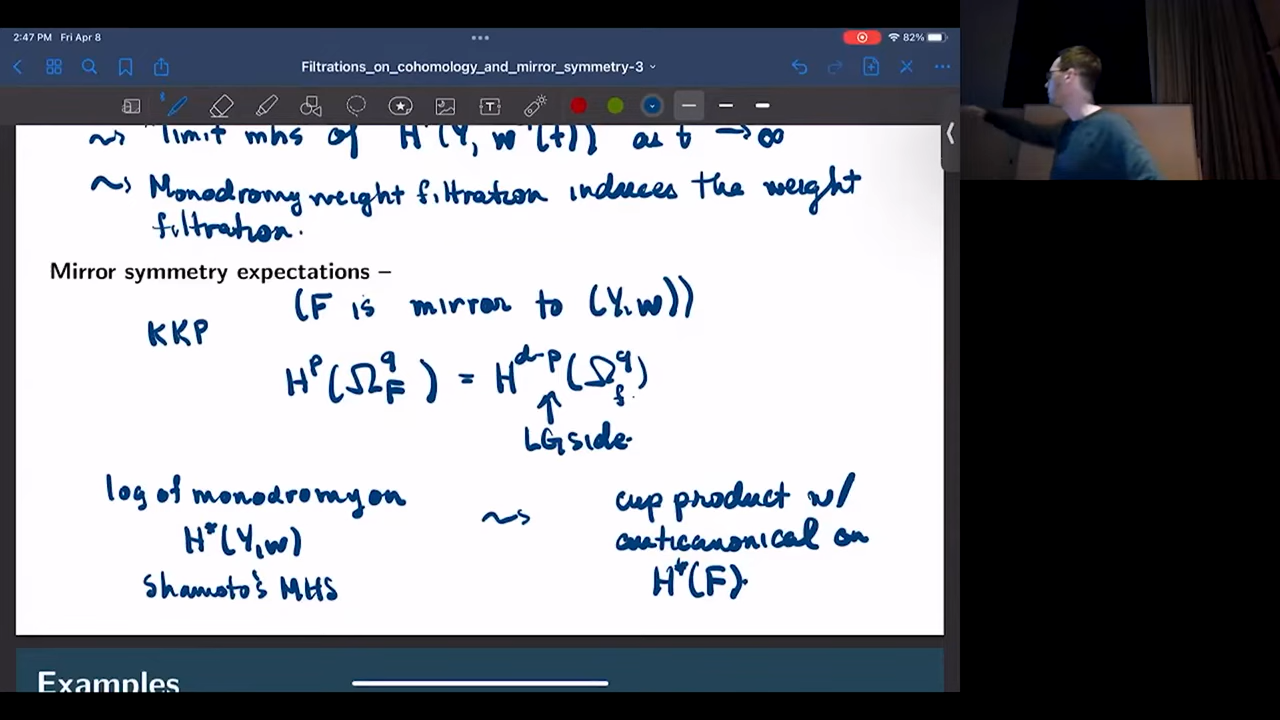 2:47 PM Fri Apr 8
82%
Filtrations_on_cohomology_and_mirror_symmetry-3
~> "limit mhs of H*(Y, w⁻¹(t)) as t → ∞
~> Monodromy weight filtration induces the weight
filtration.
Mirror symmetry expectations –
(F is mirror to (Y,w))
KKP
H^p(Ω^q_F) = H^{d-p}(Ω^q_f)
↑
LG side.
log of monodromy on ~> cup product w/
H*(Y,w) anticanonical on
Shamoto's MHS H*(F).
Examples